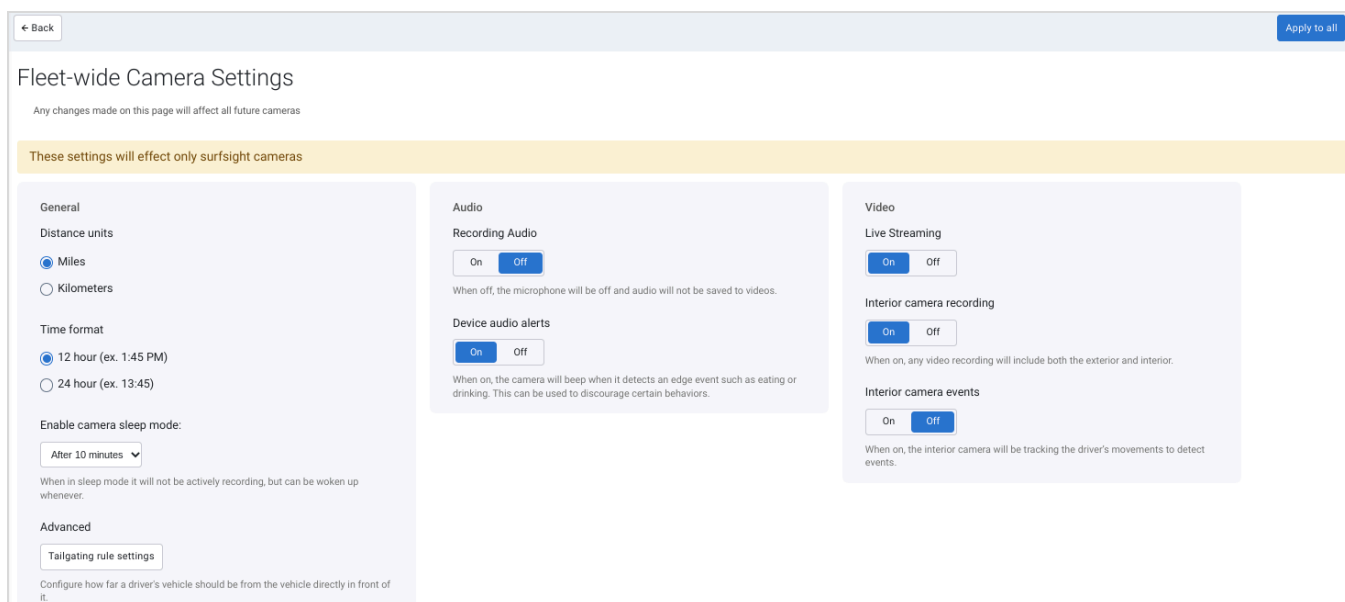 ← Back
Apply to all
Fleet-wide Camera Settings
Any changes made on this page will affect all future cameras
These settings will effect only surfsight cameras
General
Distance units
Miles
Kilometers
Time format
12 hour (ex. 1:45 PM)
24 hour (ex. 13:45)
Enable camera sleep mode:
After 10 minutes
When in sleep mode it will not be actively recording, but can be woken up
whenever.
Advanced
Tailgating rule settings
Configure how far a driver's vehicle should be from the vehicle directly in front of
it.
Audio
Recording Audio
On Off
When off, the microphone will be off and audio will not be saved to videos.
Device audio alerts
On Off
When on, the camera will beep when it detects an edge event such as eating or
drinking. This can be used to discourage certain behaviors.
Video
Live Streaming
On Off
Interior camera recording
On Off
When on, any video recording will include both the exterior and interior.
Interior camera events
On Off
When on, the interior camera will be tracking the driver's movements to detect
events.